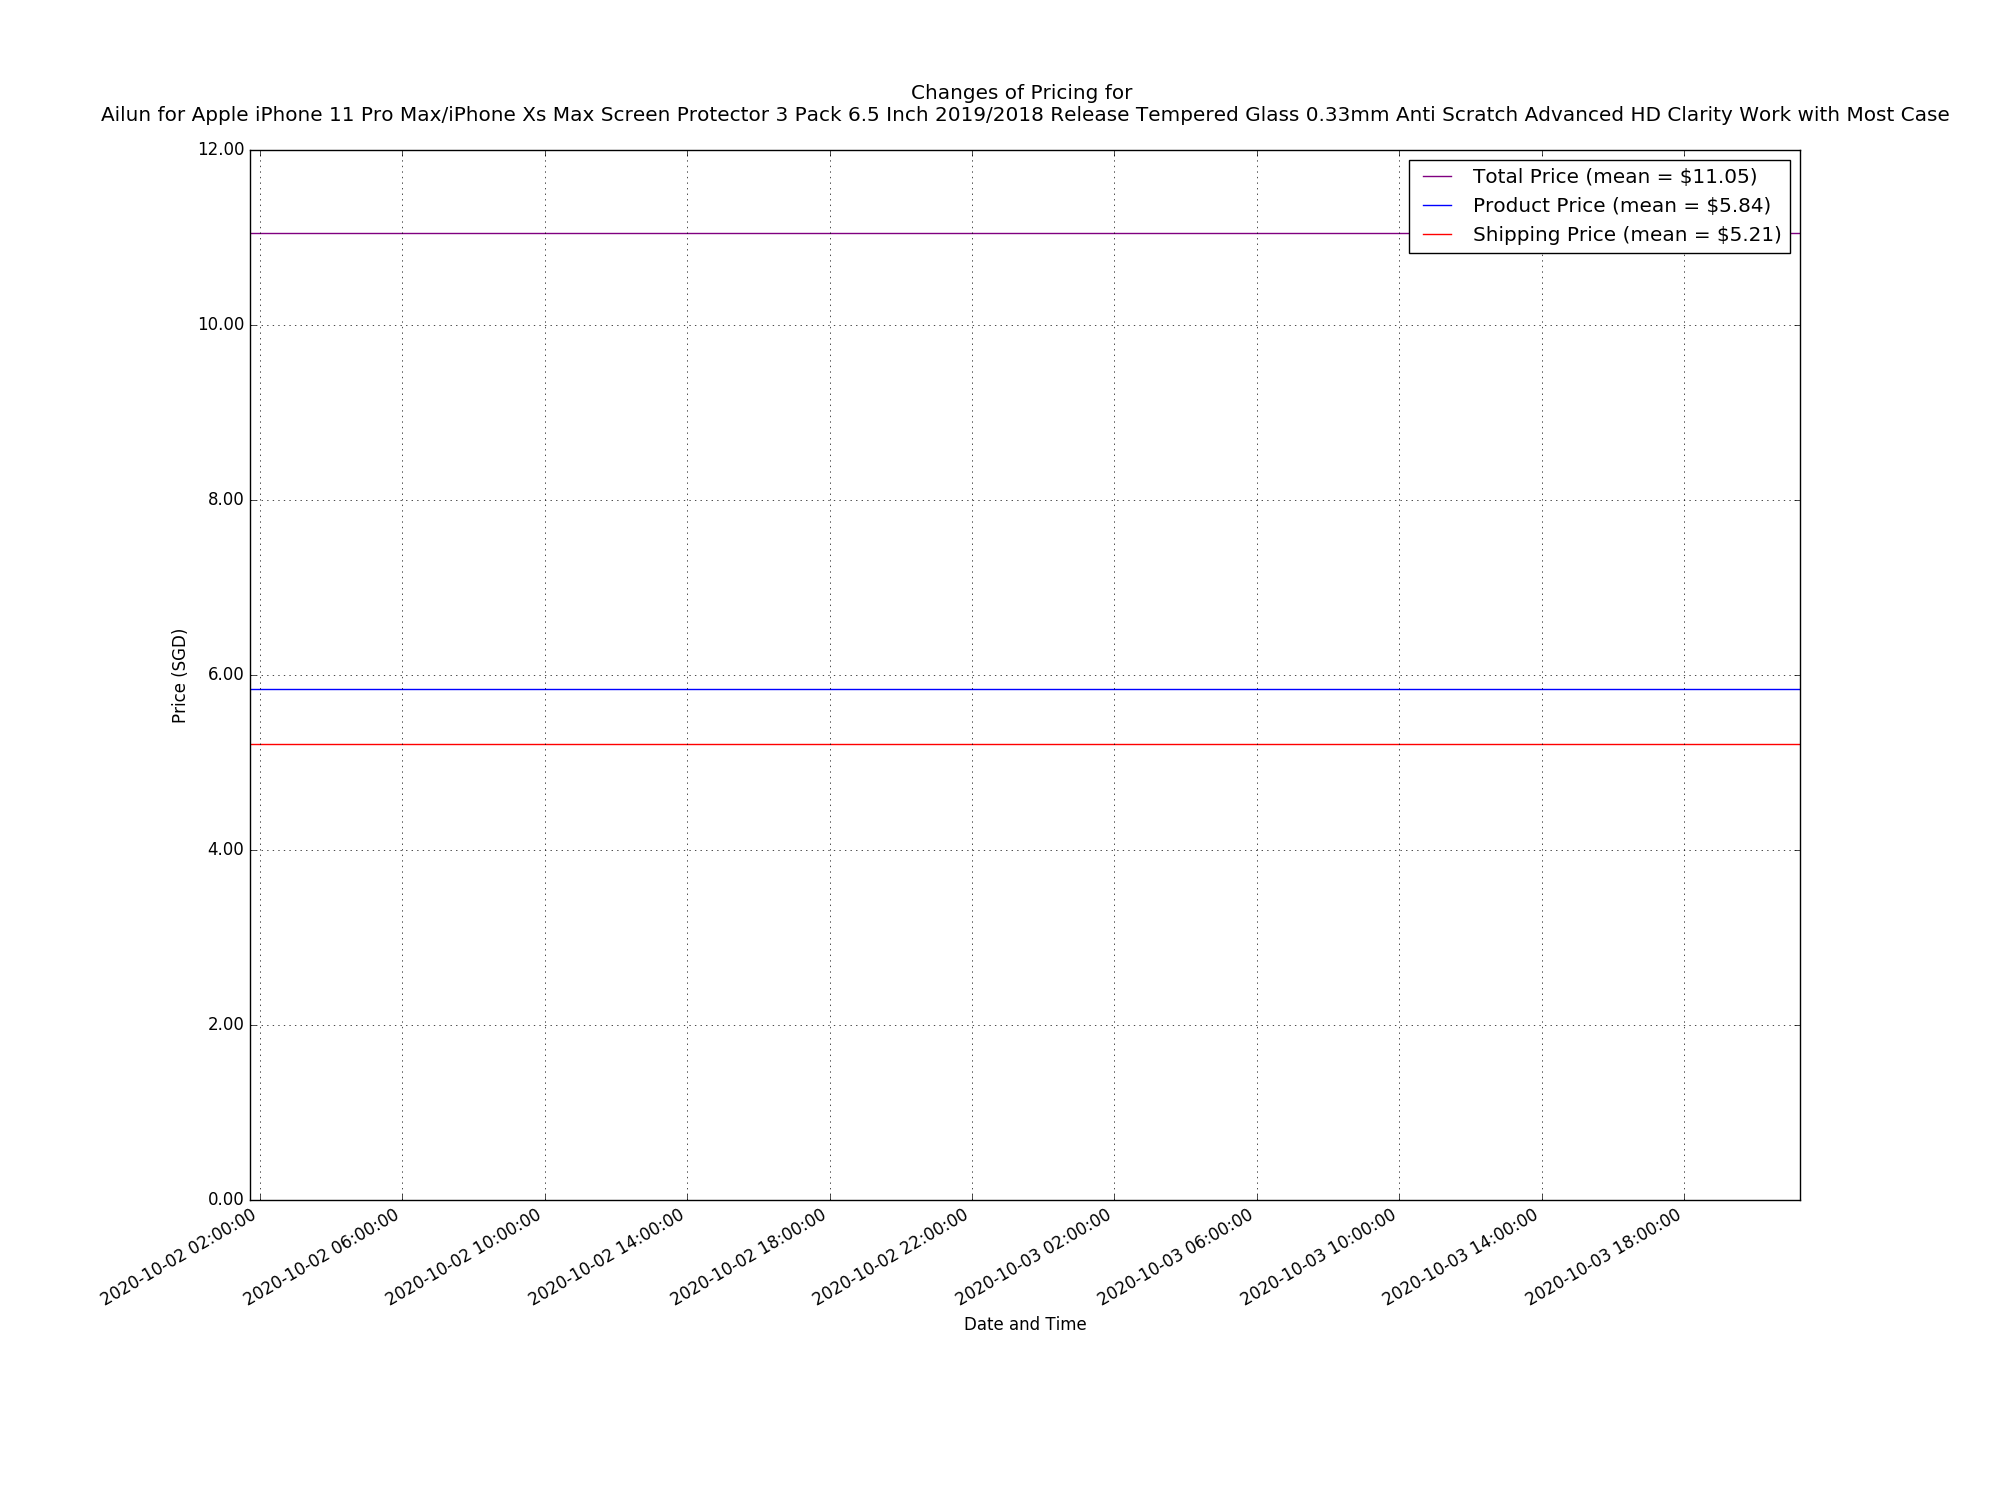 Changes of Pricing for
Ailun for Apple iPhone 11 Pro Max/iPhone Xs Max Screen Protector 3 Pack 6.5 Inch 2019/2018 Release Tempered Glass 0.33mm Anti Scratch Advanced HD Clarity Work with Most Case
Total Price (mean = $11.05)
Product Price (mean = $5.84)
Shipping Price (mean = $5.21)
12.00
10.00
8.00
6.00
4.00
2.00
0.00
Price (SGD)
2020-10-02 02:00:00
2020-10-02 06:00:00
2020-10-02 10:00:00
2020-10-02 14:00:00
2020-10-02 18:00:00
2020-10-02 22:00:00
2020-10-03 02:00:00
2020-10-03 06:00:00
2020-10-03 10:00:00
2020-10-03 14:00:00
2020-10-03 18:00:00
Date and Time